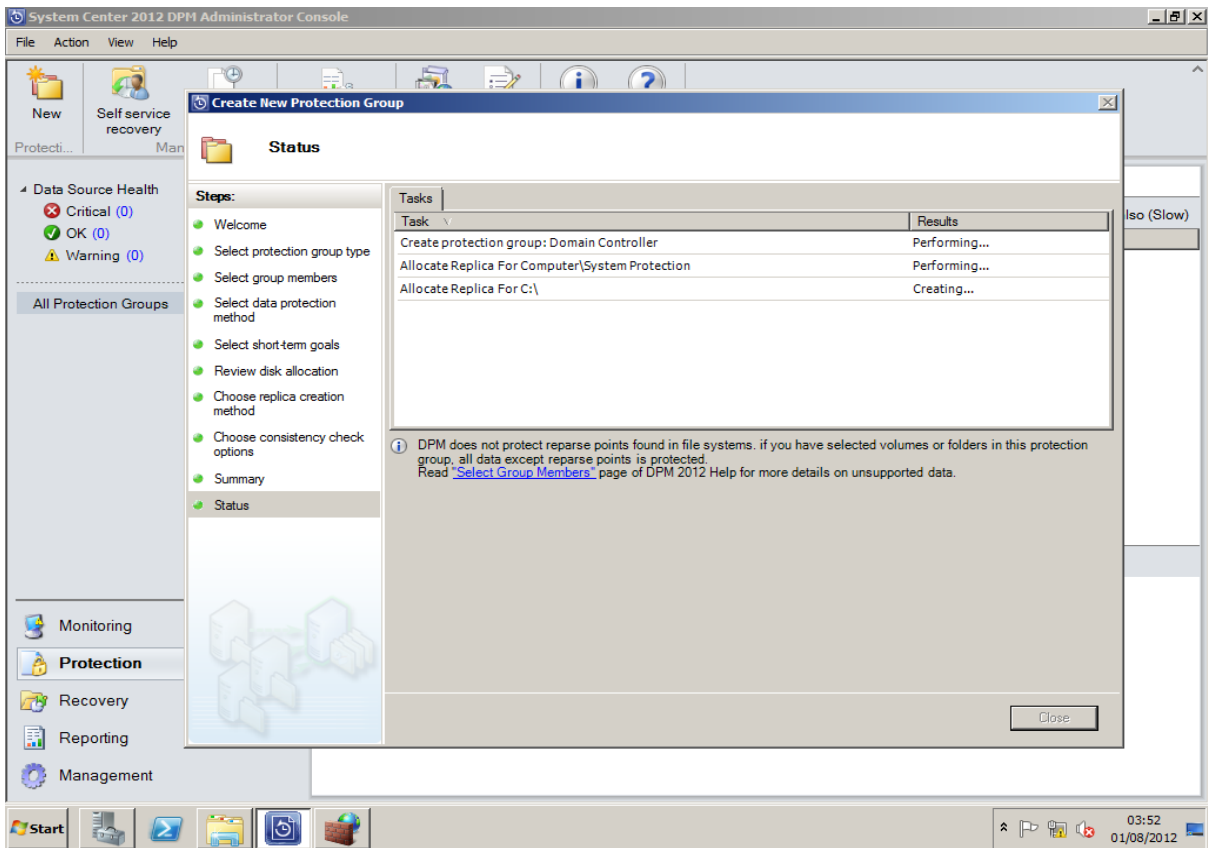 System Center 2012 DPM Administrator Console
File Action View Help
New
Self service
recovery
Protecti...
Man
Create New Protection Group
Status
Data Source Health
Critical (0)
OK (0)
Warning (0)
All Protection Groups
Steps:
Welcome
Select protection group type
Select group members
Select data protection
method
Select short-term goals
Review disk allocation
Choose replica creation
method
Choose consistency check
options
Summary
Status
Tasks
Task Results
Create protection group: Domain Controller Performing...
Allocate Replica For Computer\System Protection Performing...
Allocate Replica For C:\ Creating...
DPM does not protect reparse points found in file systems. if you have selected volumes or folders in this protection
group, all data except reparse points is protected.
Read "Select Group Members" page of DPM 2012 Help for more details on unsupported data.
Close
(Slow)
Monitoring
Protection
Recovery
Reporting
Management
Start
03:52
01/08/2012